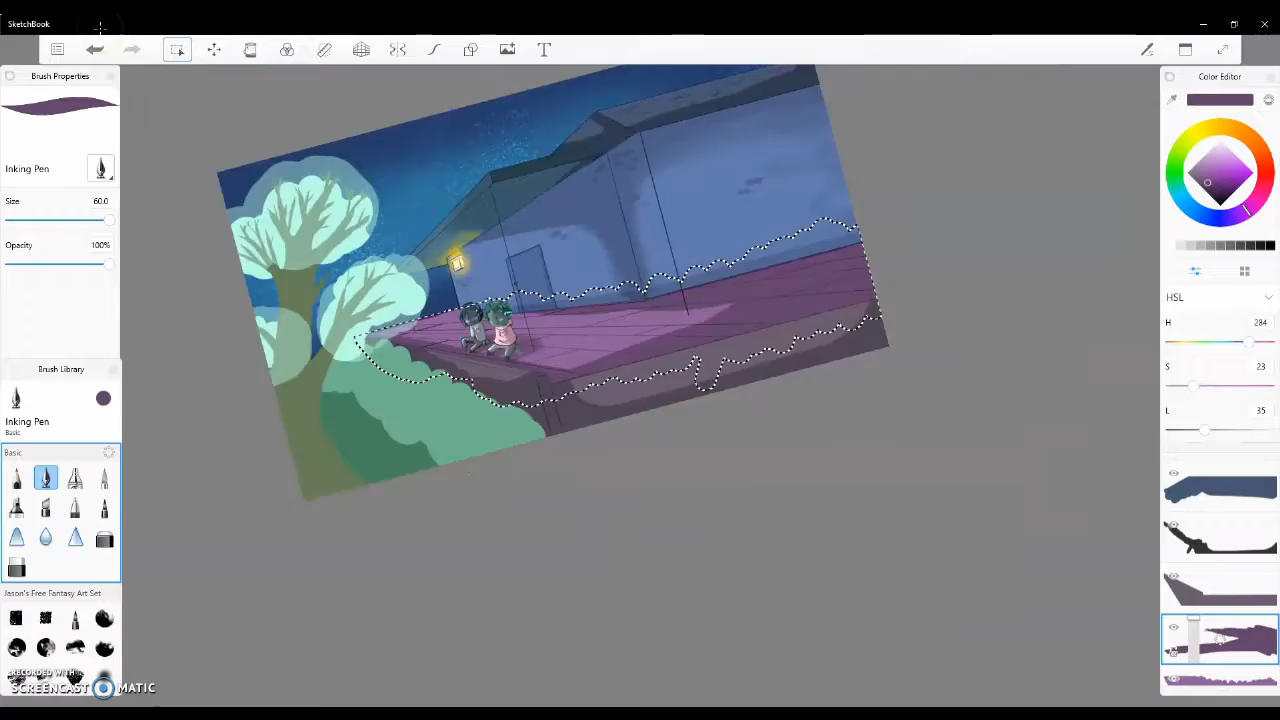 SketchBook
T
Brush Properties
Color Editor
Inking Pen
Size
60.0
Opacity
100%
HSL
H
284
S
23
L
35
Brush Library
Inking Pen
Basic
Basic
Jason's Free Fantasy Art Set
RECORDED WITH
SCREENCAST MATIC